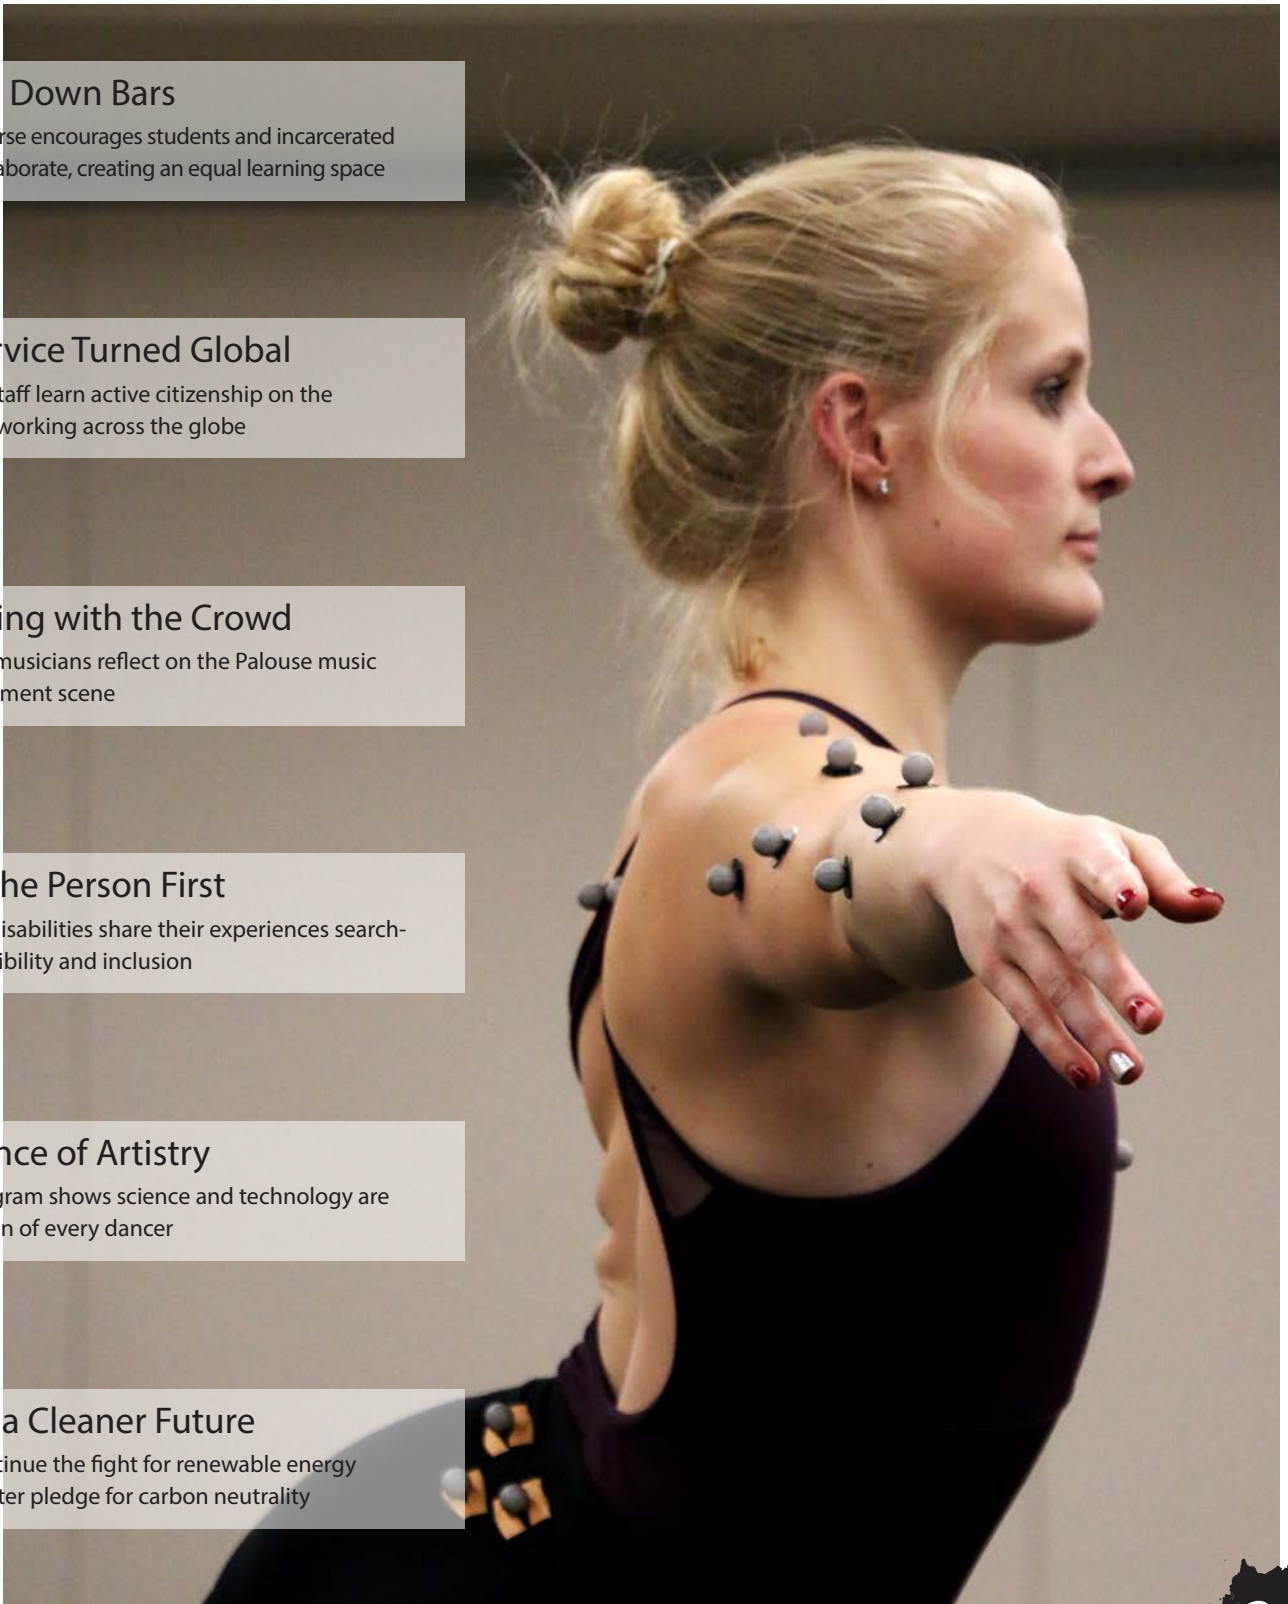 Down Bars
rse encourages students and incarcerated
aborate, creating an equal learning space
rvice Turned Global
taff learn active citizenship on the
working across the globe
ing with the Crowd
musicians reflect on the Palouse music
ment scene
he Person First
isabilities share their experiences search-
ibility and inclusion
nce of Artistry
gram shows science and technology are
n of every dancer
a Cleaner Future
tinue the fight for renewable energy
ter pledge for carbon neutrality